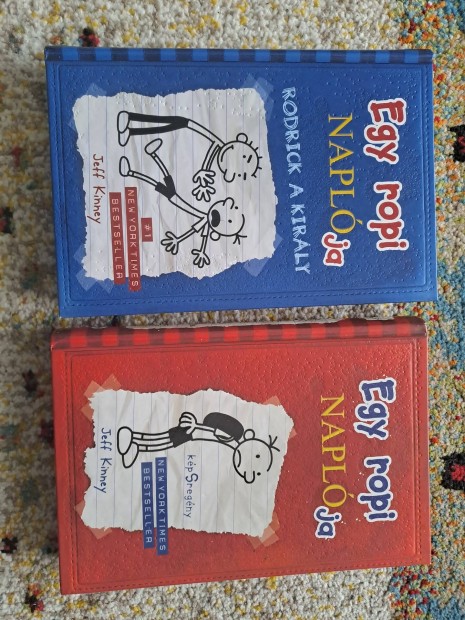 Egy ropi
NAPLÓja
RODRICK A KIRÁLY
#1
NEW YORK TIMES
BESTSELLER
Jeff Kinney
Egy ropi
NAPLÓja
képSregény
NEW YORK TIMES
BESTSELLER
Jeff Kinney